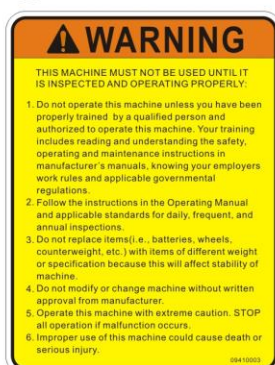 WARNING
THIS MACHINE MUST NOT BE USED UNTIL IT
IS INSPECTED AND OPERATING PROPERLY:
1. Do not operate this machine unless you have been
properly trained by a qualified person and
authorized to operate this machine. Your training
includes reading and understanding the safety,
operating and maintenance instructions in
manufacturer's manuals, knowing your employers
work rules and applicable governmental
regulations.
2. Follow the instructions in the Operating Manual
and applicable standards for daily, frequent, and
annual inspections.
3. Do not replace items(i.e., batteries, wheels,
counterweight, etc.) with items of different weight
or specification because this will affect stability of
machine.
4. Do not modify or change machine without written
approval from manufacturer.
5. Operate this machine with extreme caution. STOP
all operation if malfunction occurs.
6. Improper use of this machine could cause death or
serious injury.
09410003